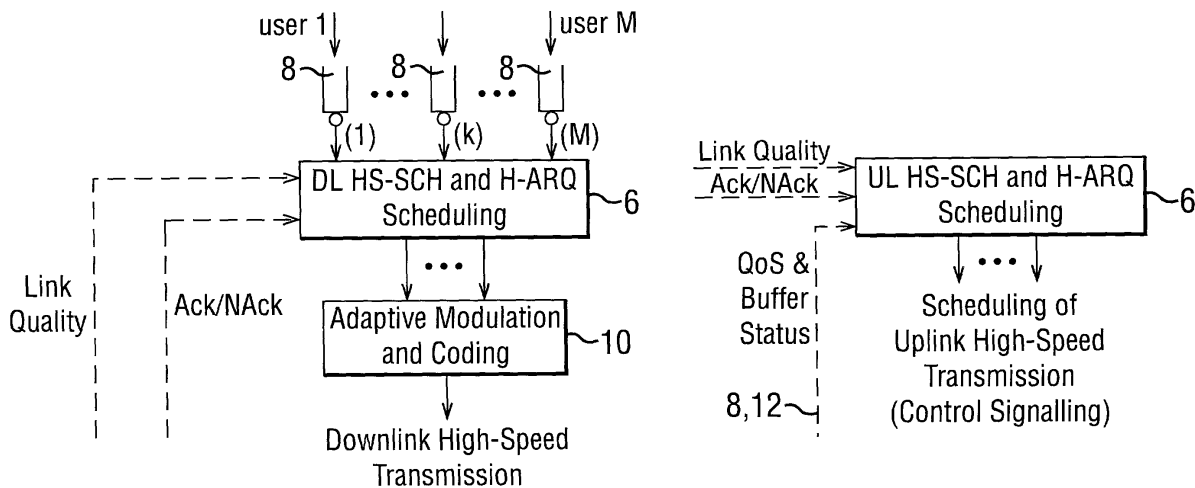 user 1
user M
8
8
8
(1)
(k)
(M)
DL HS-SCH and H-ARQ
Scheduling
6
Link
Quality
Ack/NAck
Adaptive Modulation
and Coding
10
Downlink High-Speed
Transmission
Link Quality
Ack/NAck
UL HS-SCH and H-ARQ
Scheduling
6
QoS &
Buffer
Status
8,12
Scheduling of
Uplink High-Speed
Transmission
(Control Signalling)